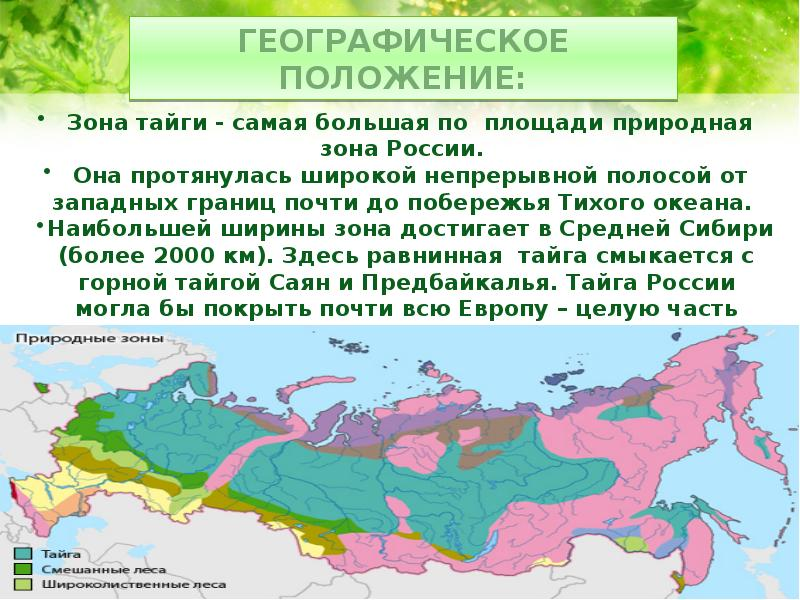 ГЕОГРАФИЧЕСКОЕ
ПОЛОЖЕНИЕ:
• Зона тайги - самая большая по площади природная
зона России.
• Она протянулась широкой непрерывной полосой от
западных границ почти до побережья Тихого океана.
•Наибольшей ширины зона достигает в Средней Сибири
(более 2000 км). Здесь равнинная тайга смыкается с
горной тайгой Саян и Предбайкалья. Тайга России
могла бы покрыть почти всю Европу – целую часть
Природные зоны
Тайга
Смешанные леса
Широколиственные леса